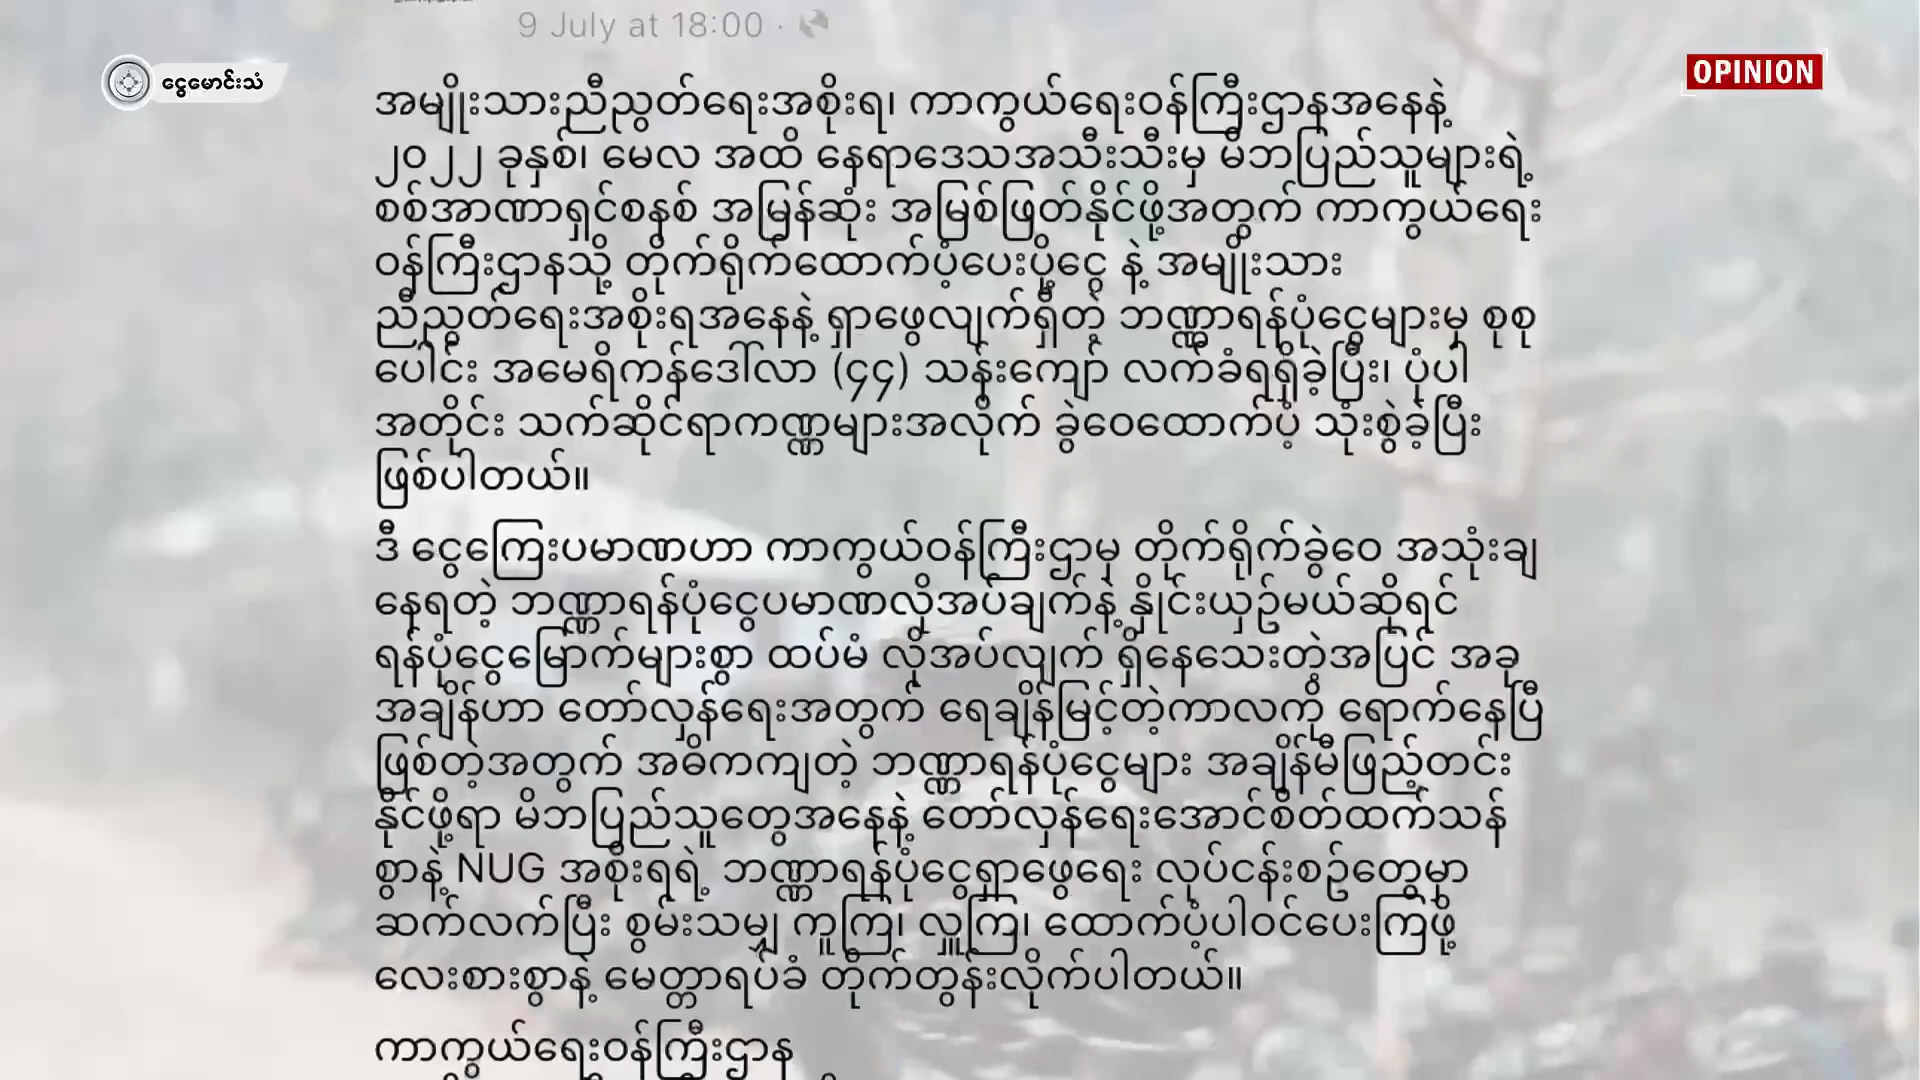 9 July at 18:00 ·
ငွေမောင်းသံ
OPINION
အမျိုးသားညီညွတ်ရေးအစိုးရ၊ ကာကွယ်ရေးဝန်ကြီးဌာနအနေနဲ့
၂၀၂၂ ခုနှစ်၊ မေလ အထိ နေရာဒေသအသီးသီးမှ မိဘပြည်သူများရဲ့
စစ်အာဏာရှင်စနစ် အမြန်ဆုံး အမြစ်ဖြတ်နိုင်ဖို့အတွက် ကာကွယ်ရေး
ဝန်ကြီးဌာနသို့ တိုက်ရိုက်ထောက်ပံ့ပေးပို့ငွေ နဲ့ အမျိုးသား
ညီညွတ်ရေးအစိုးရအနေနဲ့ ရှာဖွေလျက်ရှိတဲ့ ဘဏ္ဏာရန်ပုံငွေများမှ စုစု
ပေါင်း အမေရိကန်ဒေါ်လာ (၄၄) သန်းကျော် လက်ခံရရှိခဲ့ပြီး၊ ပုံပါ
အတိုင်း သက်ဆိုင်ရာကဏ္ဏများအလိုက် ခွဲဝေထောက်ပံ့ သုံးစွဲခဲ့ပြီး
ဖြစ်ပါတယ်။
ဒီ ငွေကြေးပမာဏဟာ ကာကွယ်ဝန်ကြီးဌာမှ တိုက်ရိုက်ခွဲဝေ အသုံးချ
နေရတဲ့ ဘဏ္ဏာရန်ပုံငွေပမာဏလိုအပ်ချက်နဲ့ နှိုင်းယှဉ်မယ်ဆိုရင်
ရန်ပုံငွေမြောက်များစွာ ထပ်မံ လိုအပ်လျက် ရှိနေသေးတဲ့အပြင် အခု
အချိန်ဟာ တော်လှန်ရေးအတွက် ရေချိန်မြင့်တဲ့ကာလကို ရောက်နေပြီ
ဖြစ်တဲ့အတွက် အဓိကကျတဲ့ ဘဏ္ဏာရန်ပုံငွေများ အချိန်မီဖြည့်တင်း
နိုင်ဖို့ရာ မိဘပြည်သူတွေအနေနဲ့ တော်လှန်ရေးအောင်စိတ်ထက်သန်
စွာနဲ့ NUG အစိုးရရဲ့ ဘဏ္ဏာရန်ပုံငွေရှာဖွေရေး လုပ်ငန်းစဉ်တွေမှာ
ဆက်လက်ပြီး စွမ်းသမျှ ကူကြ၊ လှူကြ၊ ထောက်ပံ့ပါဝင်ပေးကြဖို့
လေးစားစွာနဲ့ မေတ္တာရပ်ခံ တိုက်တွန်းလိုက်ပါတယ်။
ကာကွယ်ရေးဝန်ကြီးဌာန